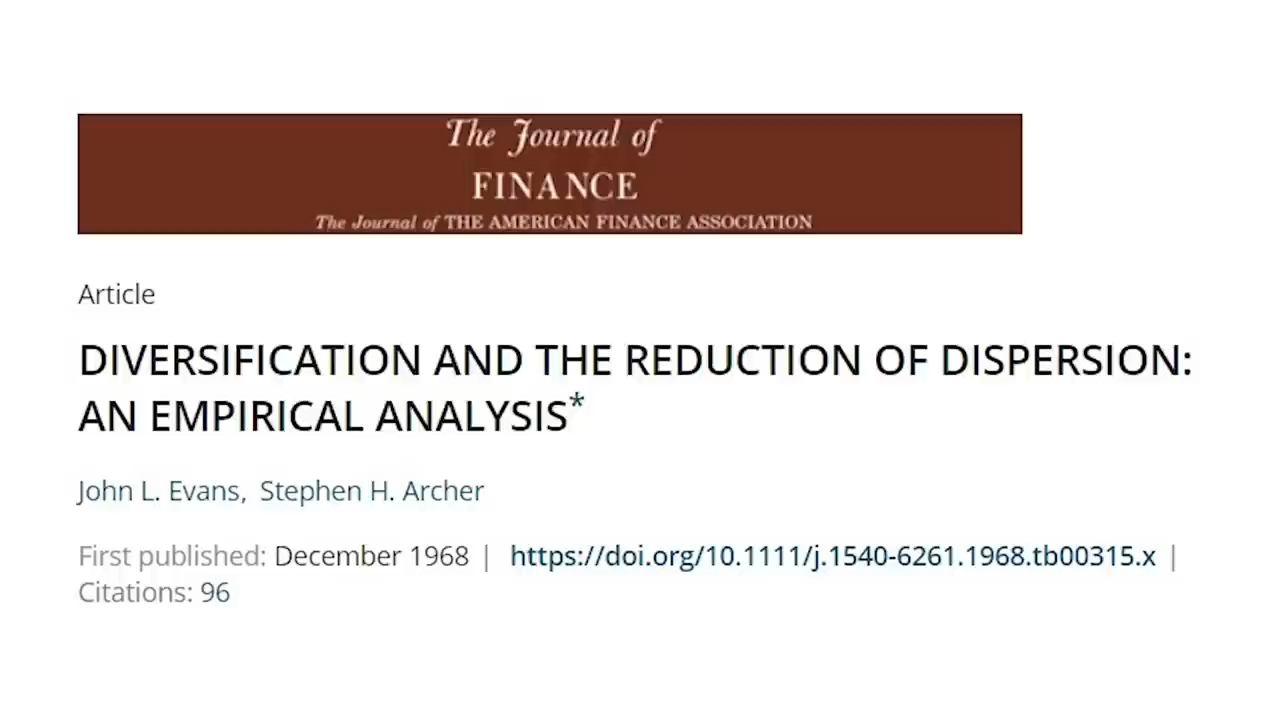 The Journal of
FINANCE
The Journal of THE AMERICAN FINANCE ASSOCIATION
Article
DIVERSIFICATION AND THE REDUCTION OF DISPERSION:
AN EMPIRICAL ANALYSIS*
John L. Evans, Stephen H. Archer
First published: December 1968 | https://doi.org/10.1111/j.1540-6261.1968.tb00315.x |
Citations: 96